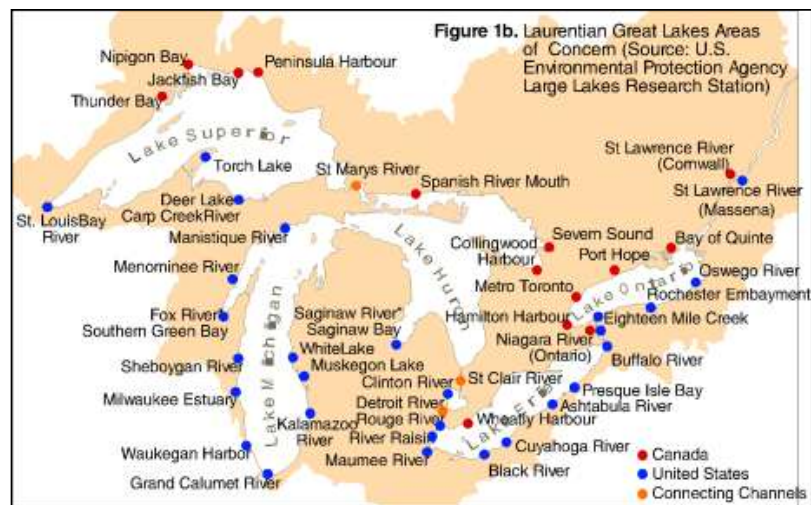 Figure 1b. Laurentian Great Lakes Areas
of Concern (Source: U.S.
Environmental Protection Agency
Large Lakes Research Station)
Nipigon Bay
Peninsula Harbour
Jackfish Bay
Thunder Bay
Lake Superior
Torch Lake
St Marys River
St Lawrence River
(Cornwall)
Spanish River Mouth
St Lawrence River
(Massena)
Deer Lake
Carp CreekRiver
St. LouisBay
River
Manistique River
Severn Sound
Collingwood
Harbour
Port Hope
Bay of Quinte
Menominee River
Lake Huron
Metro Toronto
Lake Ontario
Oswego River
Rochester Embayment
Fox River
Southern Green Bay
Lake Michigan
Saginaw River
Saginaw Bay
Hamilton Harbour
Eighteen Mile Creek
Niagara River
(Ontario)
Buffalo River
Sheboygan River
WhiteLake
Muskegon Lake
Clinton River
St Clair River
Presque Isle Bay
Milwaukee Estuary
Detroit River
Ashtabula River
Kalamazoo
River
Rouge River
Wheatly Harbour
Lake Erie
River Raisin
Waukegan Harbor
Maumee River
Cuyahoga River
Black River
Grand Calumet River
Canada
United States
Connecting Channels